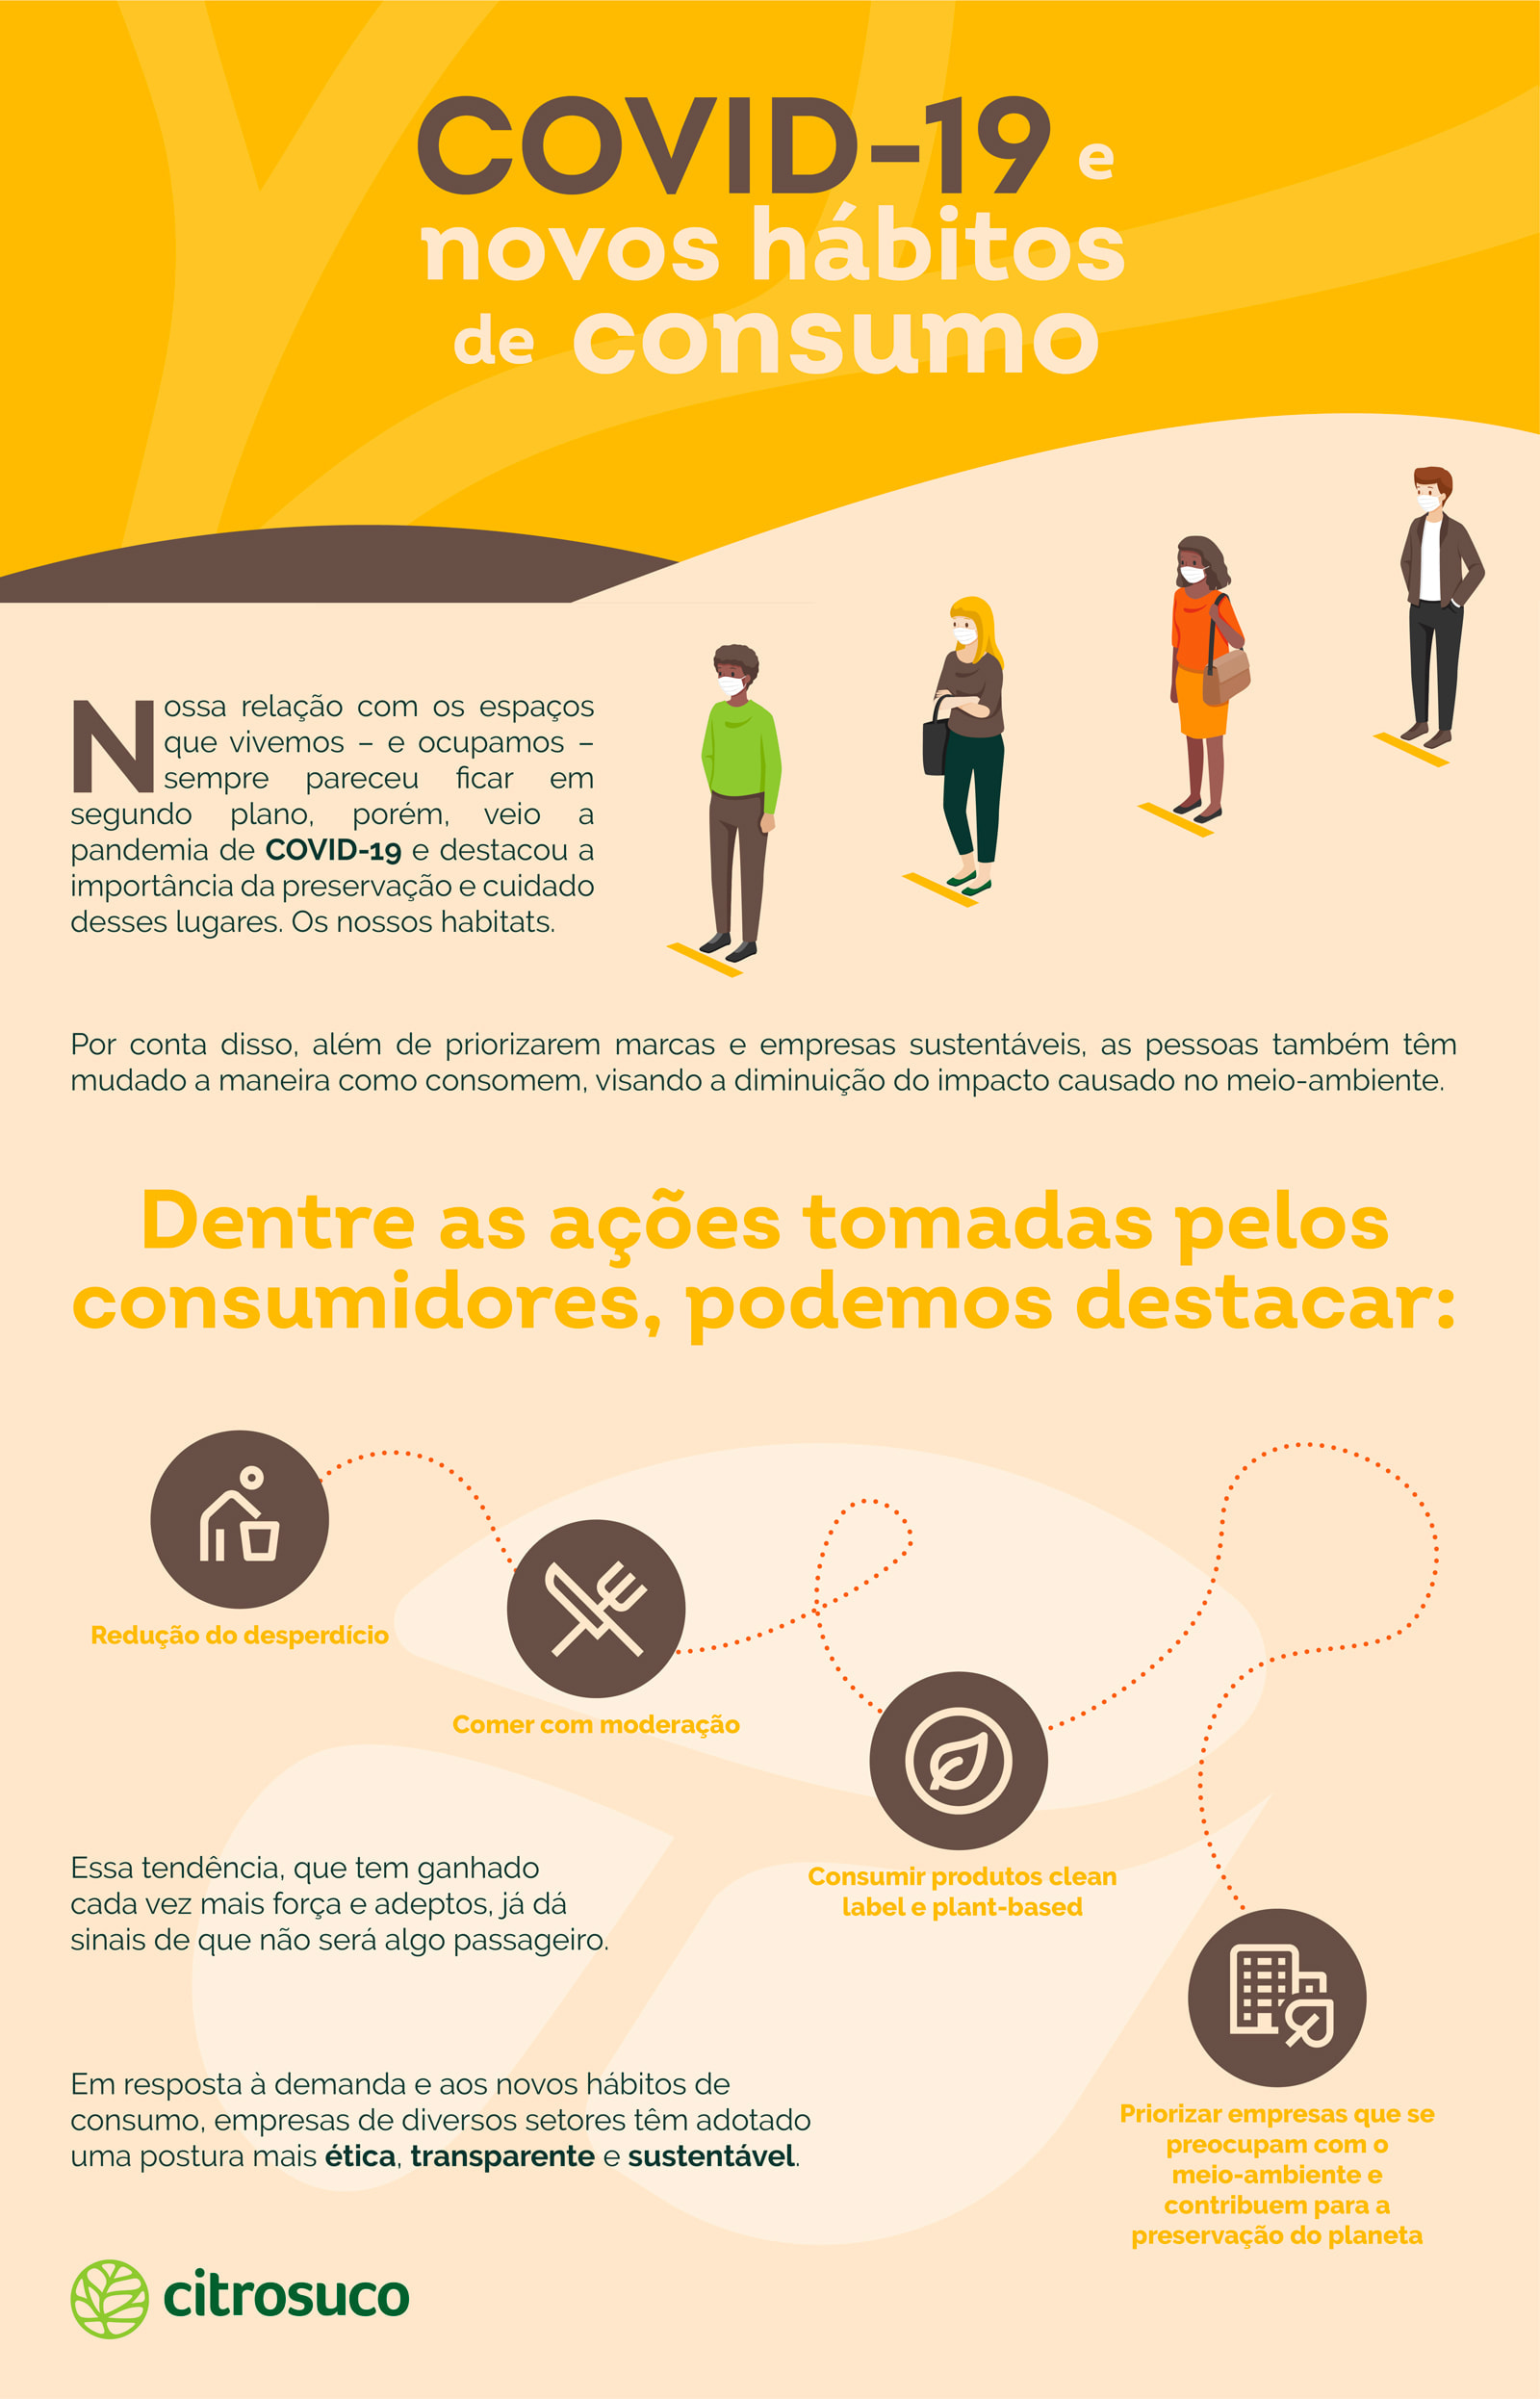 COVID-19 e
novos hábitos
de consumo
Nossa relação com os espaços
que vivemos – e ocupamos –
sempre pareceu ficar em
segundo plano, porém, veio a
pandemia de COVID-19 e destacou a
importância da preservação e cuidado
desses lugares. Os nossos habitats.
Por conta disso, além de priorizarem marcas e empresas sustentáveis, as pessoas também têm
mudado a maneira como consomem, visando a diminuição do impacto causado no meio-ambiente.
Dentre as ações tomadas pelos
consumidores, podemos destacar:
Redução do desperdício
Comer com moderação
Consumir produtos clean
label e plant-based
Priorizar empresas que se
preocupam com o
meio-ambiente e
contribuem para a
preservação do planeta
Essa tendência, que tem ganhado
cada vez mais força e adeptos, já dá
sinais de que não será algo passageiro.
Em resposta à demanda e aos novos hábitos de
consumo, empresas de diversos setores têm adotado
uma postura mais ética, transparente e sustentável.
citrosuco